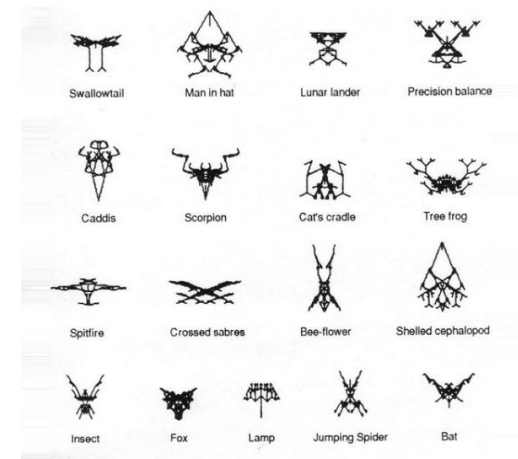 Swallowtail
Man in hat
Lunar lander
Precision balance
Caddis
Scorpion
Cat's cradle
Tree frog
Spitfire
Crossed sabres
Bee-flower
Shelled cephalopod
Insect
Fox
Lamp
Jumping Spider
Bat